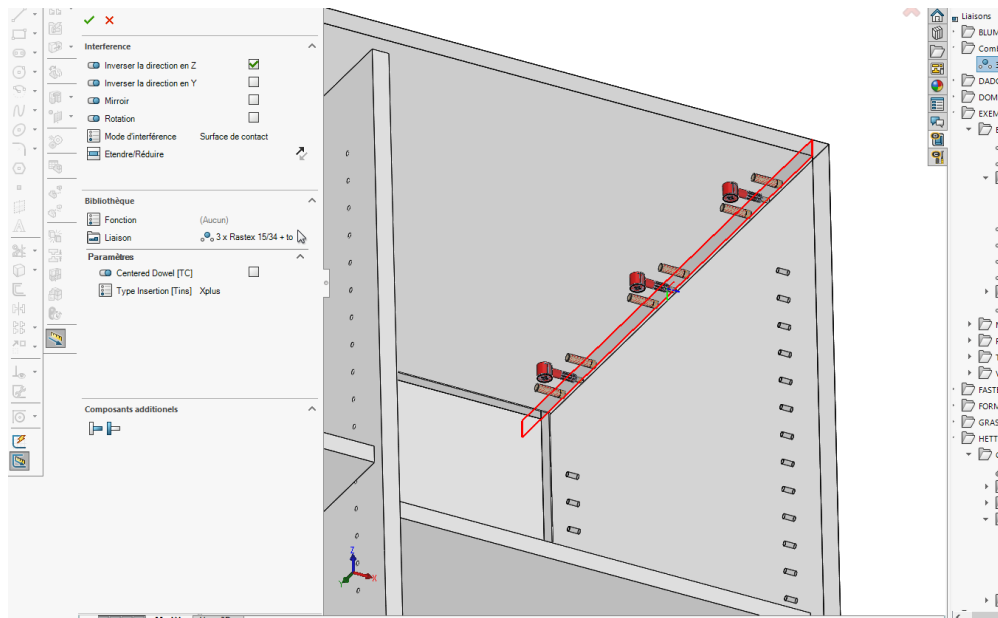 Interference
Inverser la direction en Z
Inverser la direction en Y
Mirroir
Rotation
Mode d'interférence Surface de contact
Etendre/Réduire
Bibliothèque
Fonction (Aucun)
Liaison 3 x Rastex 15/34 + to
Paramètres
Centered Dowel [TC]
Type Insertion [Tins] Xplus
Composants additionels
Z
X
Y
Liaisons
BLUM
Coml
DADO
DOM
EXEM
FASTE
FORM
GRAS
HETT